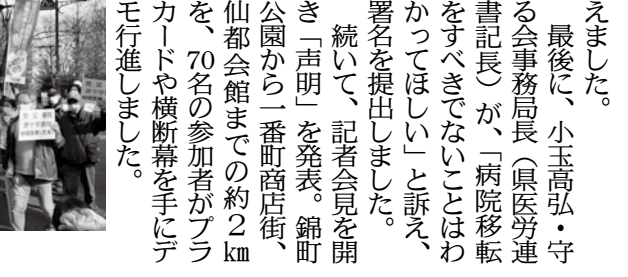 えました。
　最後に、小玉高弘・守
る会事務局長（県医労連
書記長）が、「病院移転
をすべきでないことはわ
かってほしい」と訴え、
署名を提出しました。
　続いて、記者会見を開
き「声明」を発表。錦町
公園から一番町商店街、
仙都会館までの約２㎞
を、70名の参加者がプラ
カードや横断幕を手にデ
モ行進しました。